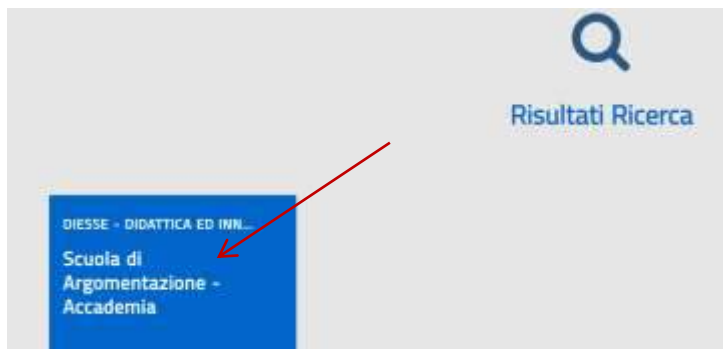 Risultati Ricerca
DIESSE - DIDATTICA ED INN...
Scuola di
Argomentazione -
Accademia